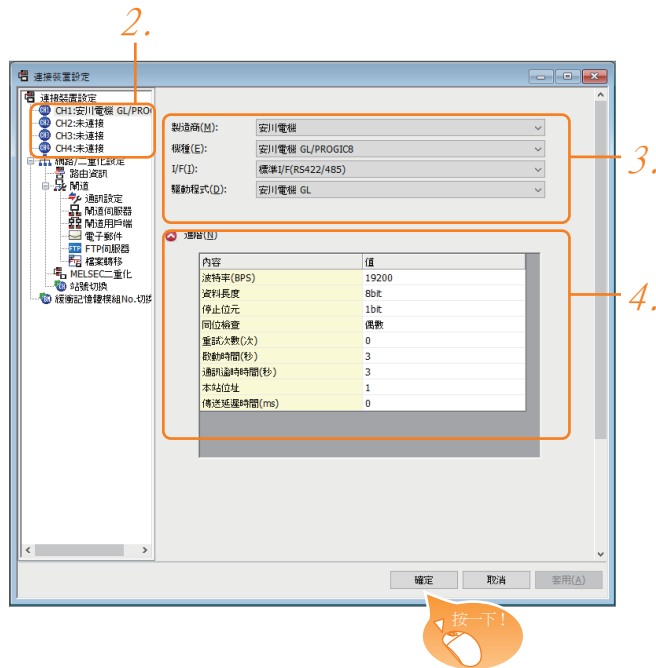 2.
連接裝置設定
連接裝置設定
CH1:安川電機 GL/PRO
CH2:未連接
CH3:未連接
CH4:未連接
網路/二重化設定
路由資訊
閘道
通訊設定
閘道伺服器
閘道用戶端
電子郵件
FTP伺服器
檔案轉移
MELSEC二重化
站號切換
緩衝記憶體模組No.切換
製造商(M):
安川電機
機種(E):
安川電機 GL/PROGIC8
I/F(I):
標準I/F(RS422/485)
驅動程式(D):
安川電機 GL
3.
進階(N)
內容 值
波特率(BPS) 19200
資料長度 8bit
停止位元 1bit
同位檢查 偶數
重試次數(次) 0
啟動時間(秒) 3
通訊逾時時間(秒) 3
本站位址 1
傳送延遲時間(ms) 0
4.
確定 取消 套用(A)
按一下！